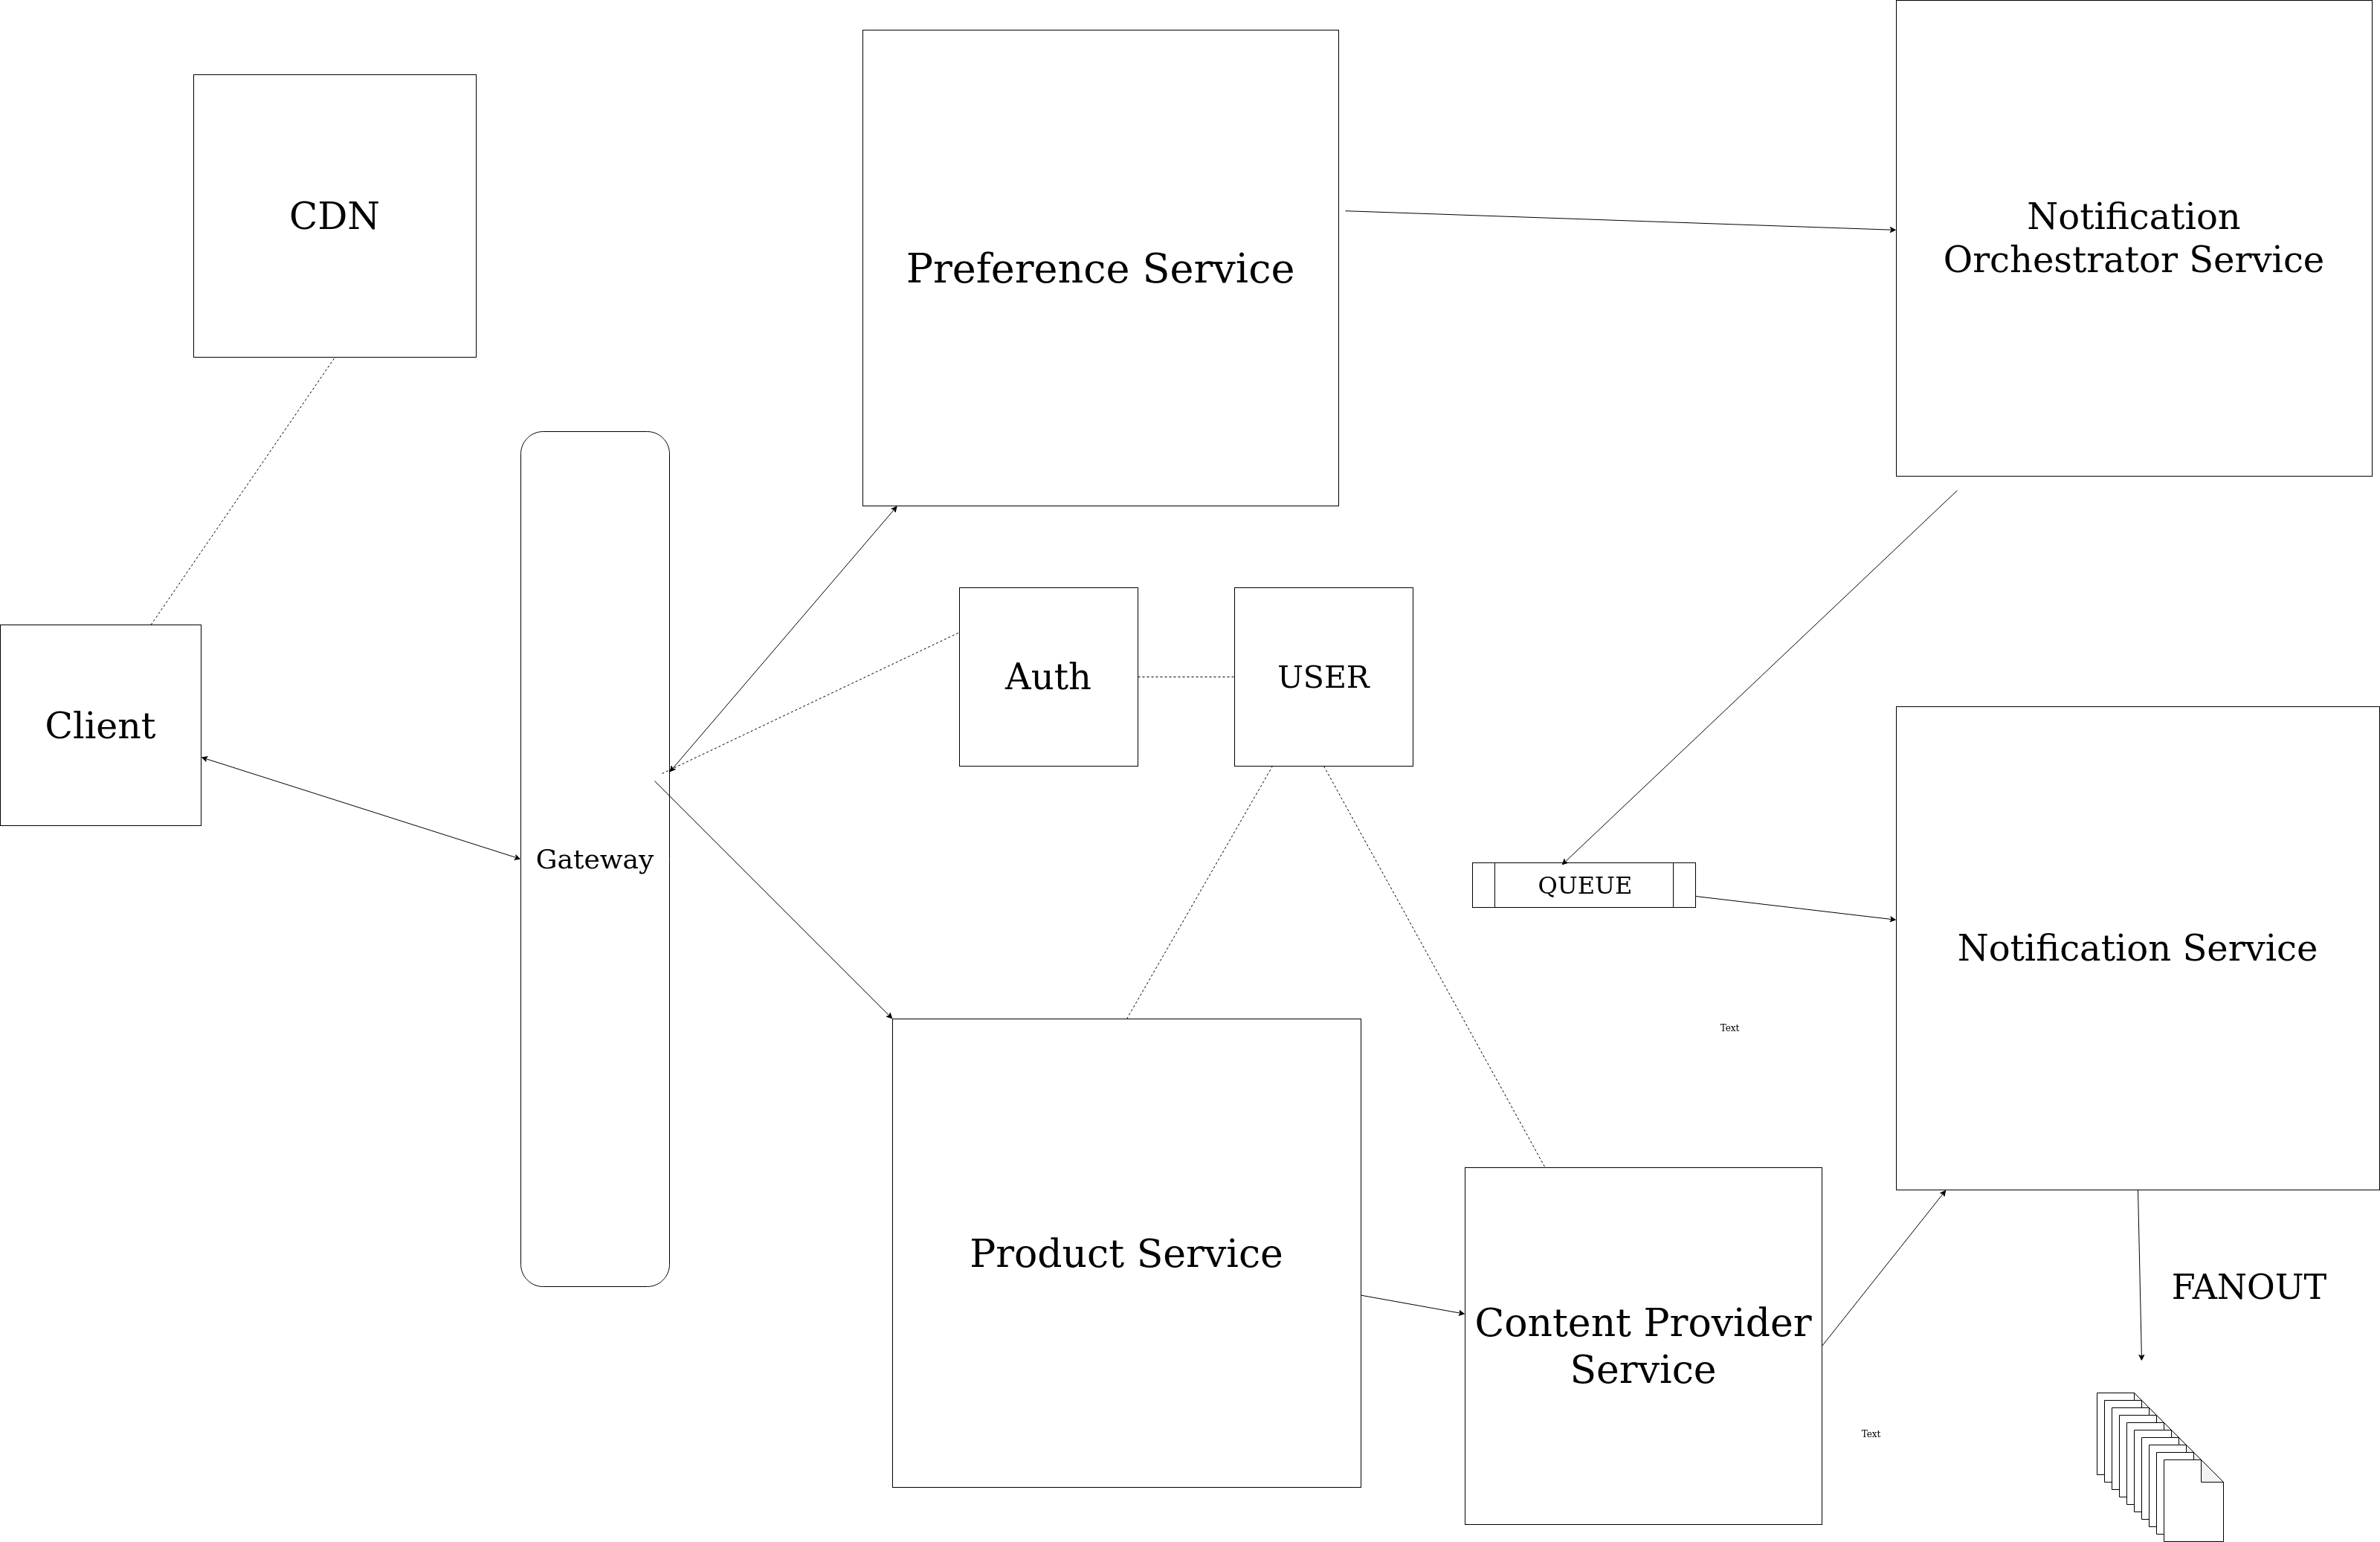 CDN
Preference Service
Notification
Orchestrator Service
Client
Auth
USER
Gateway
QUEUE
Notification Service
Text
Product Service
Content Provider
Service
FANOUT
Text